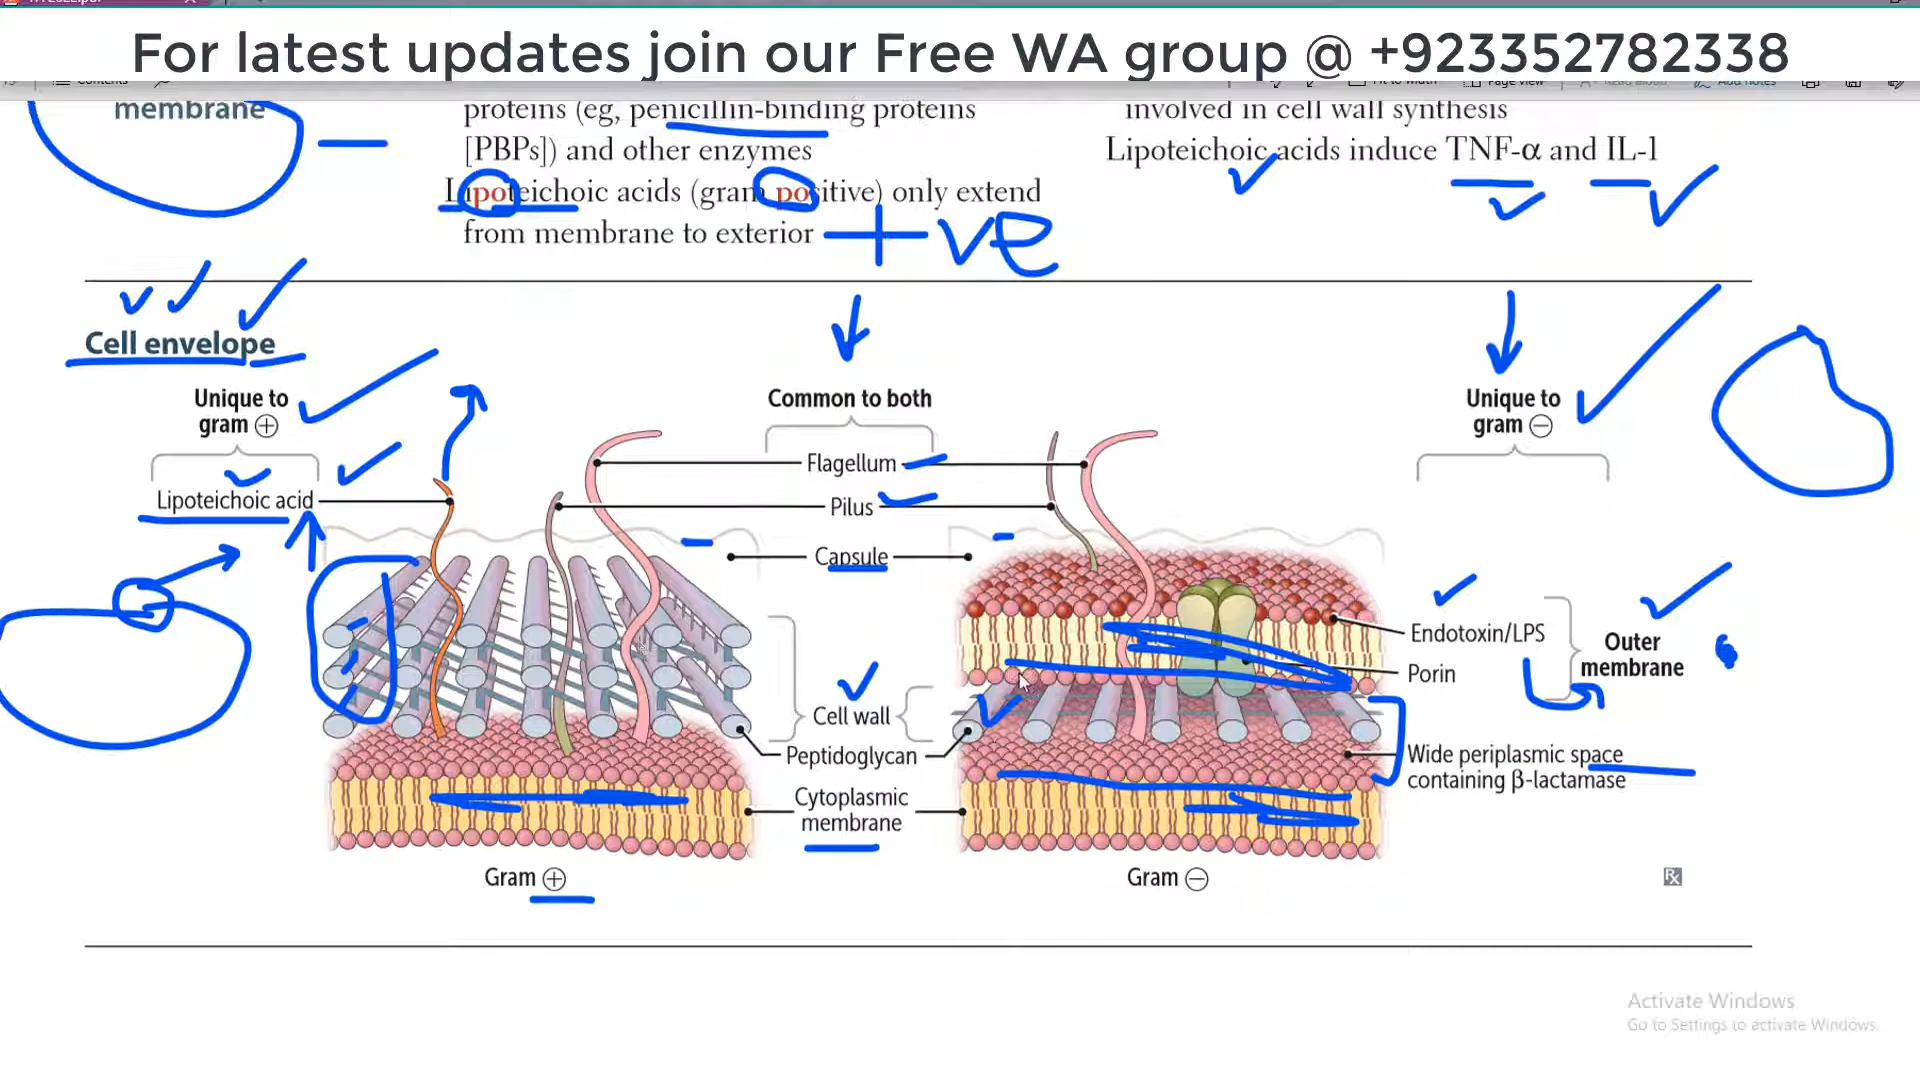 For latest updates join our Free WA group @ +923352782338
membrane
proteins (eg, penicillin-binding proteins
[PBPs]) and other enzymes
Lipoteichoic acids (gram positive) only extend
from membrane to exterior
+ve
involved in cell wall synthesis
Lipoteichoic acids induce TNF-α and IL-1
Cell envelope
Unique to
gram ⊕
Common to both
Unique to
gram ⊖
Lipoteichoic acid
Flagellum
Pilus
Capsule
Cell wall
Peptidoglycan
Cytoplasmic
membrane
Endotoxin/LPS
Porin
Outer
membrane
Wide periplasmic space
containing β-lactamase
Gram ⊕
Gram ⊖
Rx
Activate Windows
Go to Settings to activate Windows.